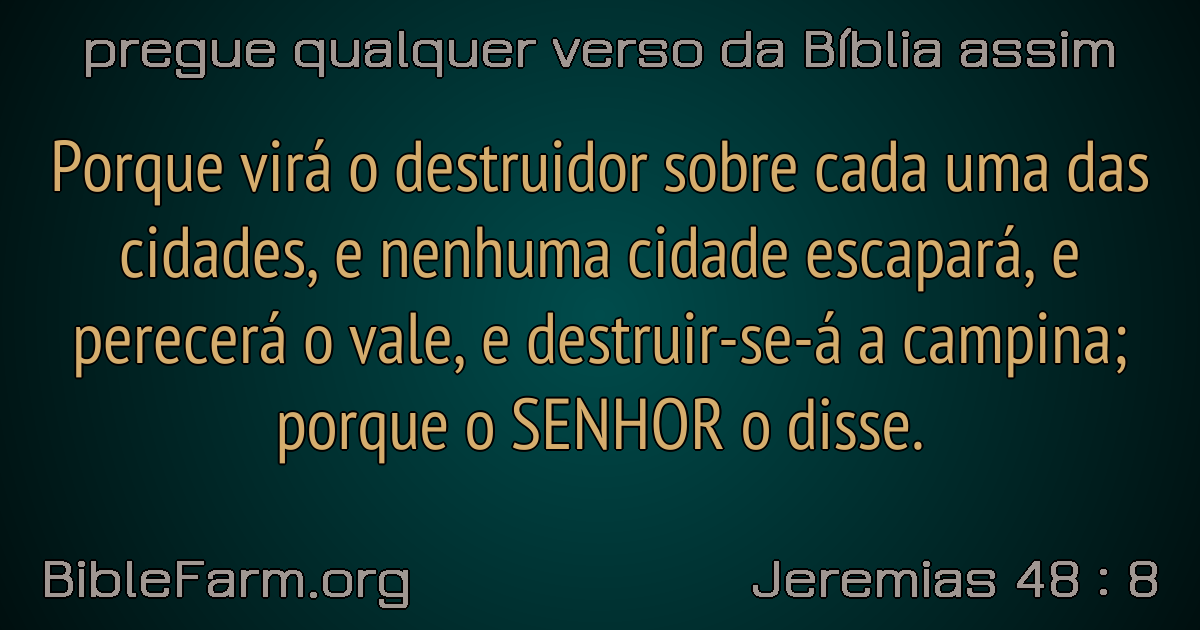 pregue qualquer verso da Bíblia assim
Porque virá o destruidor sobre cada uma das
cidades, e nenhuma cidade escapará, e
perecerá o vale, e destruir-se-á a campina;
porque o SENHOR o disse.
BibleFarm.org
Jeremias 48 : 8